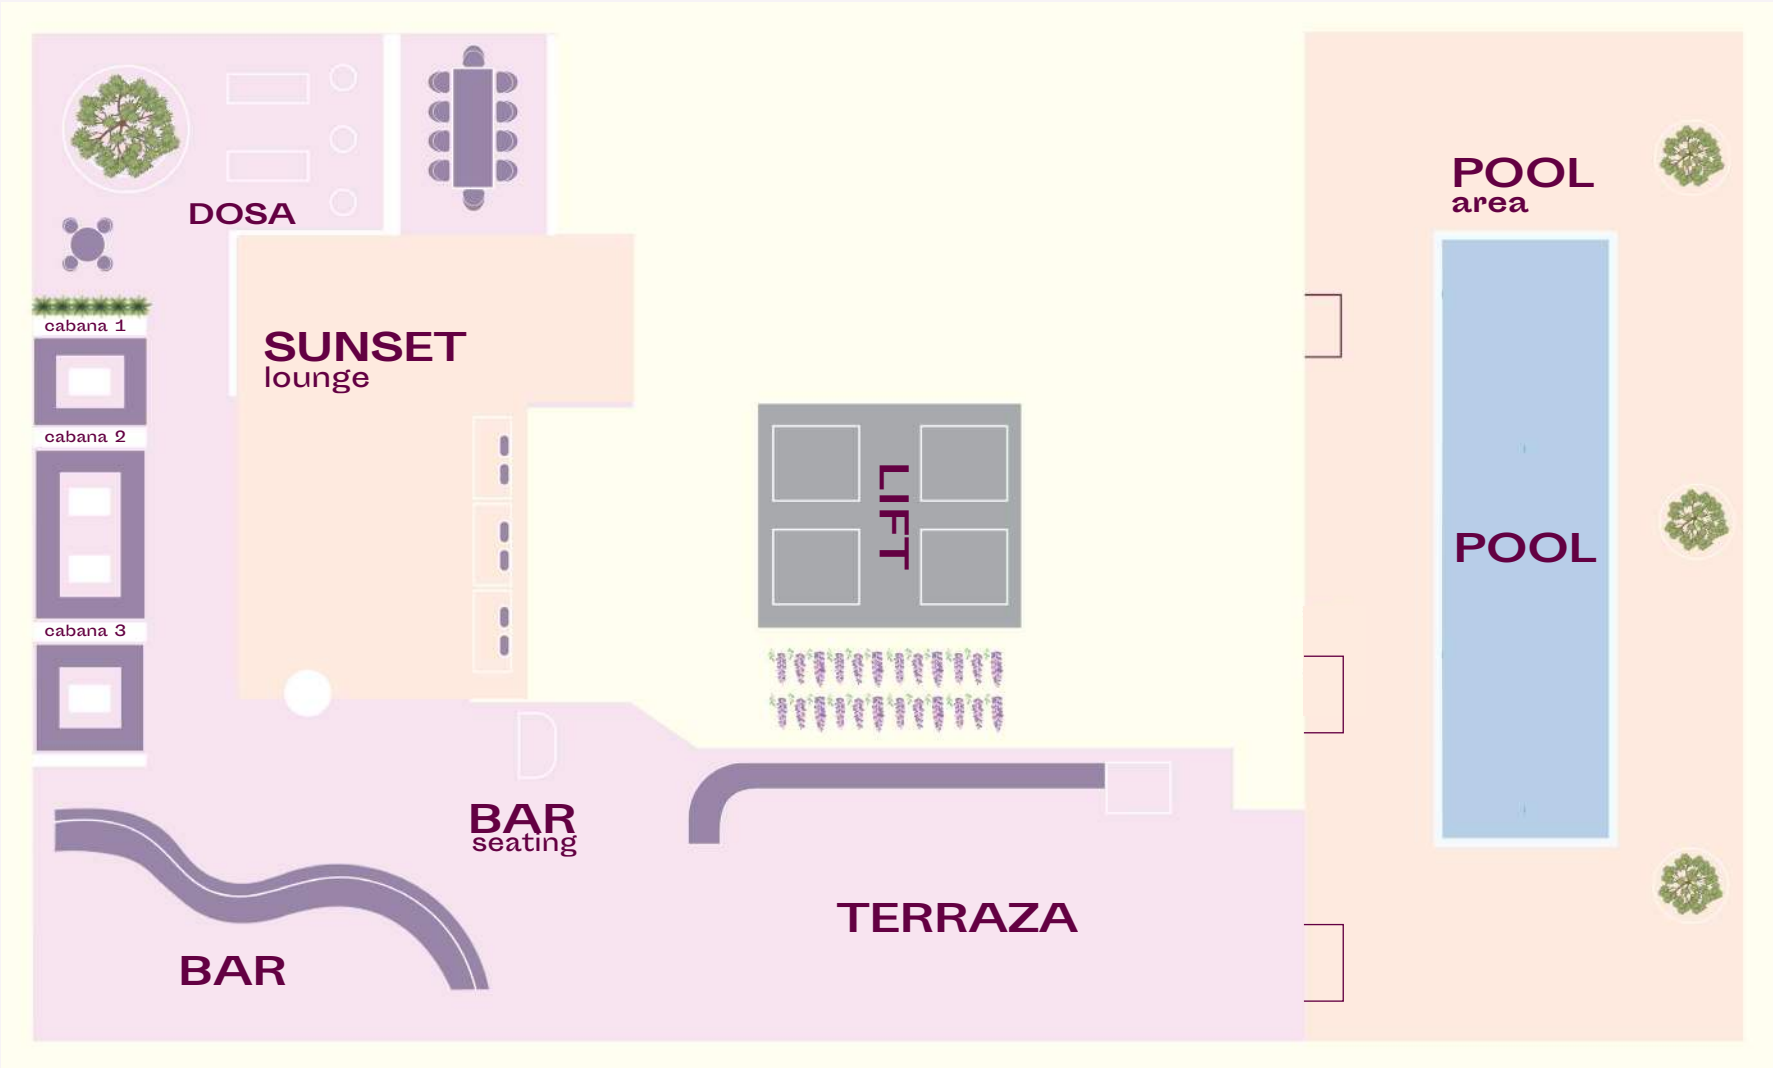 DOSA
cabana 1
SUNSET
lounge
cabana 2
cabana 3
LIFT
POOL
area
POOL
BAR
seating
TERRAZA
BAR